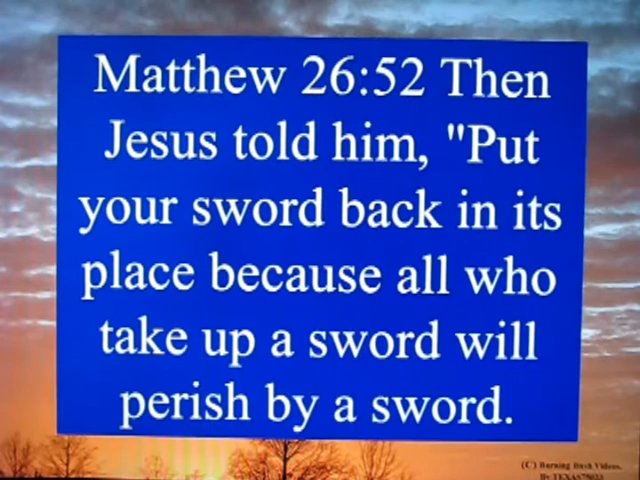 Matthew 26:52 Then
Jesus told him, "Put
your sword back in its
place because all who
take up a sword will
perish by a sword.
(C) Burning Bush Videos.